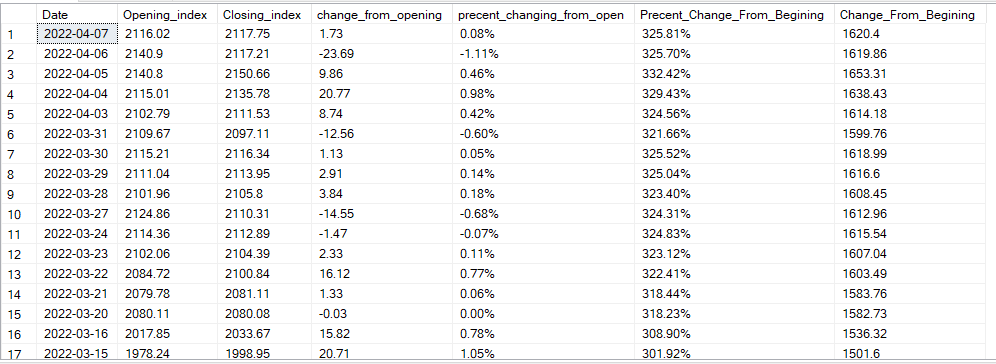 Date Opening_index Closing_index change_from_opening precent_changing_from_open Precent_Change_From_Begining Change_From_Begining
1 2022-04-07 2116.02 2117.75 1.73 0.08% 325.81% 1620.4
2 2022-04-06 2140.9 2117.21 -23.69 -1.11% 325.70% 1619.86
3 2022-04-05 2140.8 2150.66 9.86 0.46% 332.42% 1653.31
4 2022-04-04 2115.01 2135.78 20.77 0.98% 329.43% 1638.43
5 2022-04-03 2102.79 2111.53 8.74 0.42% 324.56% 1614.18
6 2022-03-31 2109.67 2097.11 -12.56 -0.60% 321.66% 1599.76
7 2022-03-30 2115.21 2116.34 1.13 0.05% 325.52% 1618.99
8 2022-03-29 2111.04 2113.95 2.91 0.14% 325.04% 1616.6
9 2022-03-28 2101.96 2105.8 3.84 0.18% 323.40% 1608.45
10 2022-03-27 2124.86 2110.31 -14.55 -0.68% 324.31% 1612.96
11 2022-03-24 2114.36 2112.89 -1.47 -0.07% 324.83% 1615.54
12 2022-03-23 2102.06 2104.39 2.33 0.11% 323.12% 1607.04
13 2022-03-22 2084.72 2100.84 16.12 0.77% 322.41% 1603.49
14 2022-03-21 2079.78 2081.11 1.33 0.06% 318.44% 1583.76
15 2022-03-20 2080.11 2080.08 -0.03 0.00% 318.23% 1582.73
16 2022-03-16 2017.85 2033.67 15.82 0.78% 308.90% 1536.32
17 2022-03-15 1978.24 1998.95 20.71 1.05% 301.92% 1501.6